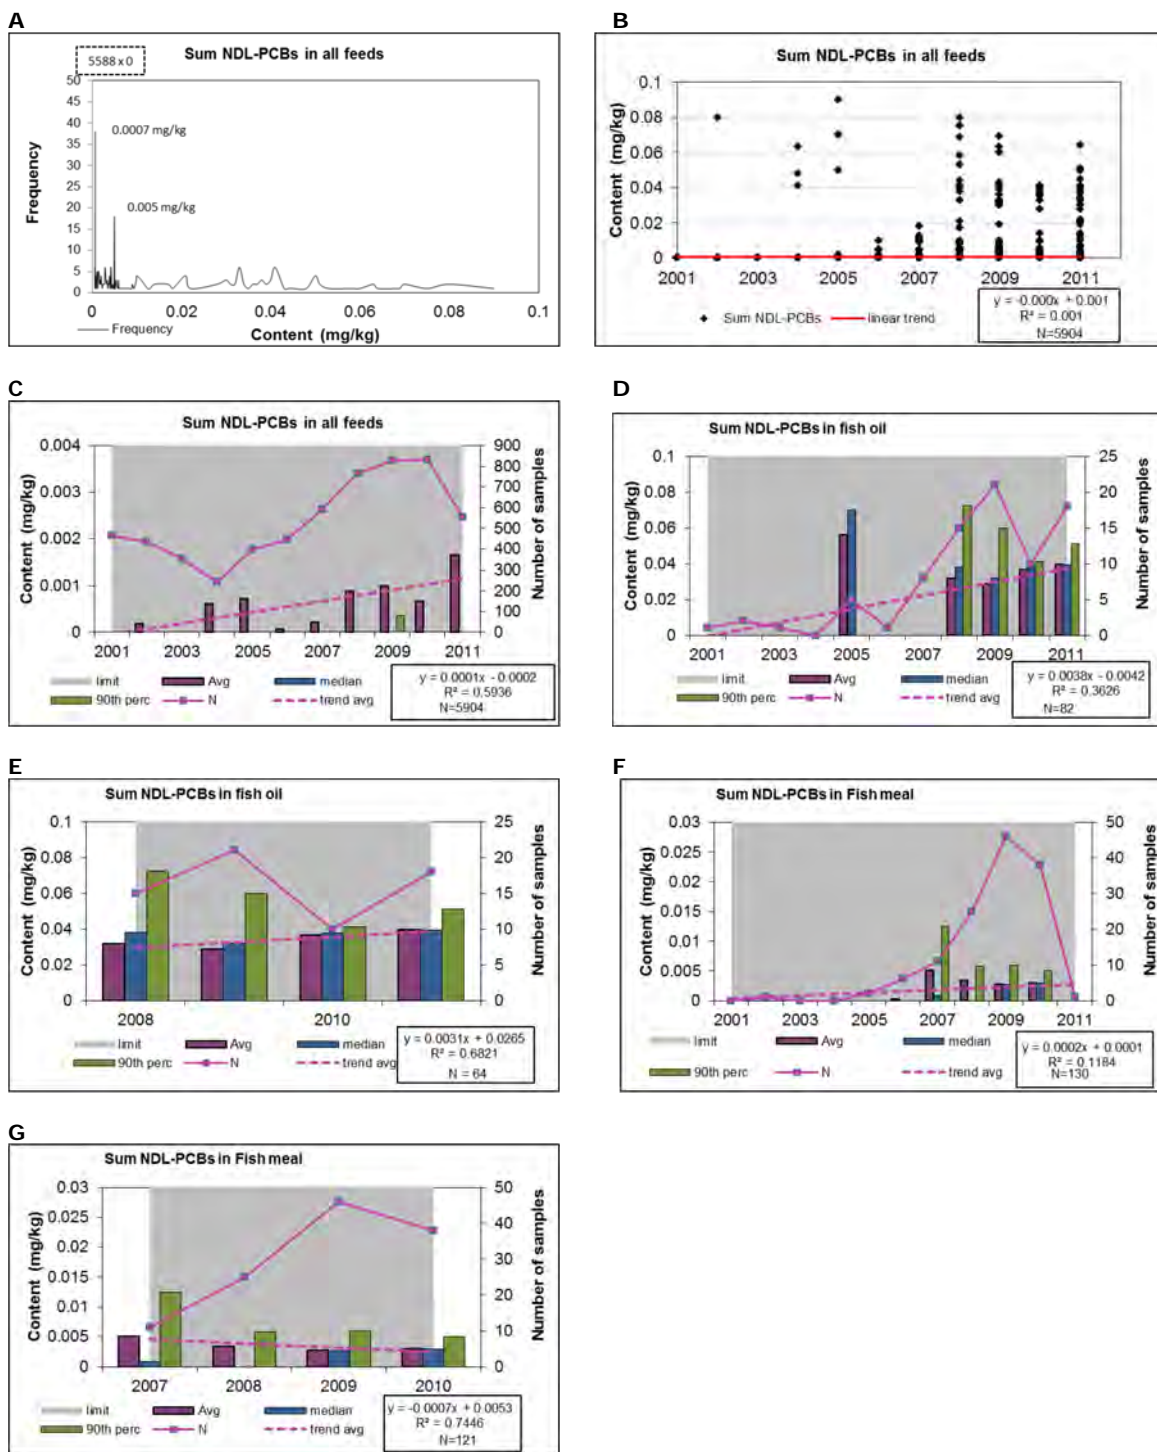 A
Sum NDL-PCBs in all feeds
5588 x 0
50
45
40
35
30
25
20
15
10
5
0
Frequency
0.0007 mg/kg
0.005 mg/kg
0
0.02
0.04
0.06
0.08
0.1
Frequency
Content (mg/kg)
B
Sum NDL-PCBs in all feeds
0.1
0.08
0.06
0.04
0.02
0
Content (mg/kg)
2001
2003
2005
2007
2009
2011
Sum NDL-PCBs
linear trend
y = -0.000x + 0.001
R² = 0.001
N=5904
C
Sum NDL-PCBs in all feeds
0.004
0.003
0.002
0.001
0
Content (mg/kg)
900
800
700
600
500
400
300
200
100
0
Number of samples
2001
2003
2005
2007
2009
2011
limit
Avg
median
90th perc
N
trend avg
y = 0.0001x - 0.0002
R² = 0.5936
N=5904
D
Sum NDL-PCBs in fish oil
0.1
0.08
0.06
0.04
0.02
0
Content (mg/kg)
25
20
15
10
5
0
Number of samples
2001
2003
2005
2007
2009
2011
limit
Avg
median
90th perc
N
trend avg
y = 0.0038x - 0.0042
R² = 0.3626
N=82
E
Sum NDL-PCBs in fish oil
0.1
0.08
0.06
0.04
0.02
0
Content (mg/kg)
25
20
15
10
5
0
Number of samples
2008
2010
limit
Avg
median
90th perc
N
trend avg
y = 0.0031x + 0.0265
R² = 0.6821
N = 64
F
Sum NDL-PCBs in Fish meal
0.03
0.025
0.02
0.015
0.01
0.005
0
Content (mg/kg)
50
40
30
20
10
0
Number of samples
2001
2003
2005
2007
2009
2011
limit
Avg
median
90th perc
N
trend avg
y = 0.0002x + 0.0001
R² = 0.1184
N=130
G
Sum NDL-PCBs in Fish meal
0.03
0.025
0.02
0.015
0.01
0.005
0
Content (mg/kg)
50
40
30
20
10
0
Number of samples
2007
2008
2009
2010
limit
Avg
median
90th perc
N
trend avg
y = -0.0007x + 0.0053
R² = 0.7446
N=121